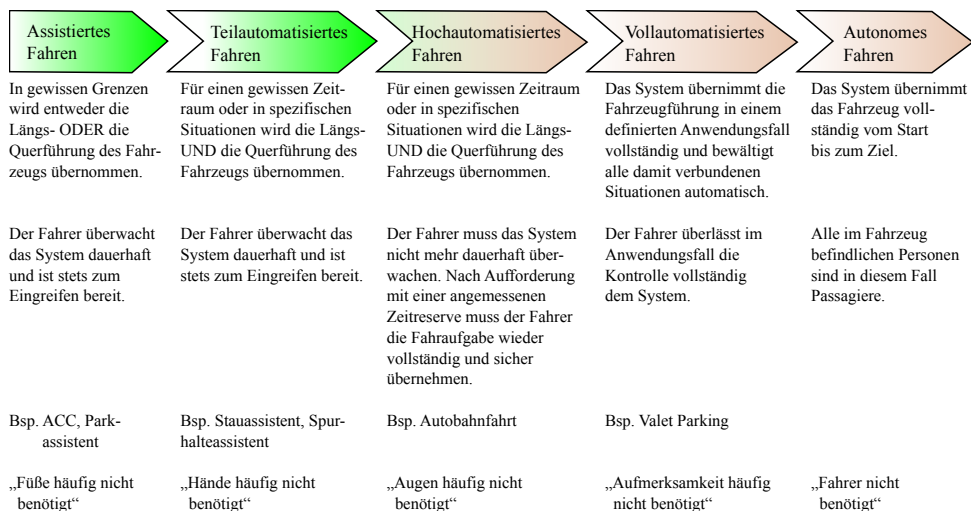 Assistiertes
Fahren
Teilautomatisiertes
Fahren
Hochautomatisiertes
Fahren
Vollautomatisiertes
Fahren
Autonomes
Fahren
In gewissen Grenzen
wird entweder die
Längs- ODER die
Querführung des Fahr-
zeugs übernommen.
Für einen gewissen Zeit-
raum oder in spezifischen
Situationen wird die Längs-
UND die Querführung des
Fahrzeugs übernommen.
Für einen gewissen Zeitraum
oder in spezifischen
Situationen wird die Längs-
UND die Querführung des
Fahrzeugs übernommen.
Das System übernimmt die
Fahrzeugführung in einem
definierten Anwendungsfall
vollständig und bewältigt
alle damit verbundenen
Situationen automatisch.
Das System übernimmt
das Fahrzeug voll-
ständig vom Start
bis zum Ziel.
Der Fahrer überwacht
das System dauerhaft
und ist stets zum
Eingreifen bereit.
Der Fahrer überwacht das
System dauerhaft und ist
stets zum Eingreifen bereit.
Der Fahrer muss das System
nicht mehr dauerhaft über-
wachen. Nach Aufforderung
mit einer angemessenen
Zeitreserve muss der Fahrer
die Fahraufgabe wieder
vollständig und sicher
übernehmen.
Der Fahrer überlässt im
Anwendungsfall die
Kontrolle vollständig
dem System.
Alle im Fahrzeug
befindlichen Personen
sind in diesem Fall
Passagiere.
Bsp. ACC, Park-
assistent
Bsp. Stauassistent, Spur-
halteassistent
Bsp. Autobahnfahrt
Bsp. Valet Parking
„Füße häufig nicht
benötigt“
„Hände häufig nicht
benötigt“
„Augen häufig nicht
benötigt“
„Aufmerksamkeit häufig
nicht benötigt“
„Fahrer nicht
benötigt“